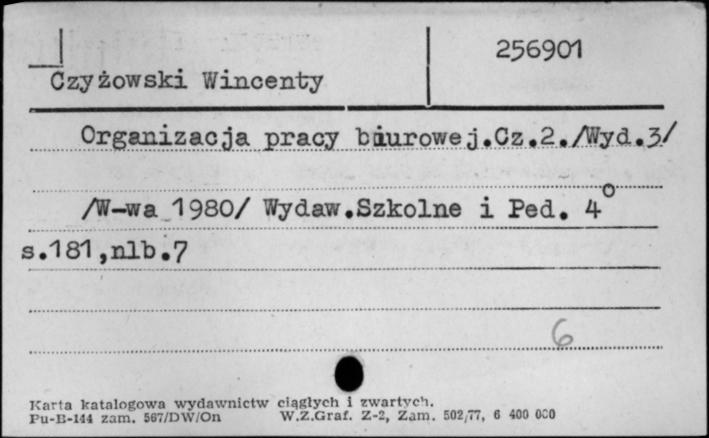 256901
Czyżowski Wincenty
Organizacja pracy biurowej.Cz.2./Wyd.3/
/W-wa 1980/ Wydaw.Szkolne i Ped. 4°
s.181,nlb.7
6
Karta katalogowa wydawnictw ciągłych i zwartych.
Pu-B-144 zam. 567/DW/On W.Z.Graf. Z-2, Zam. 502/77, 6 400 000